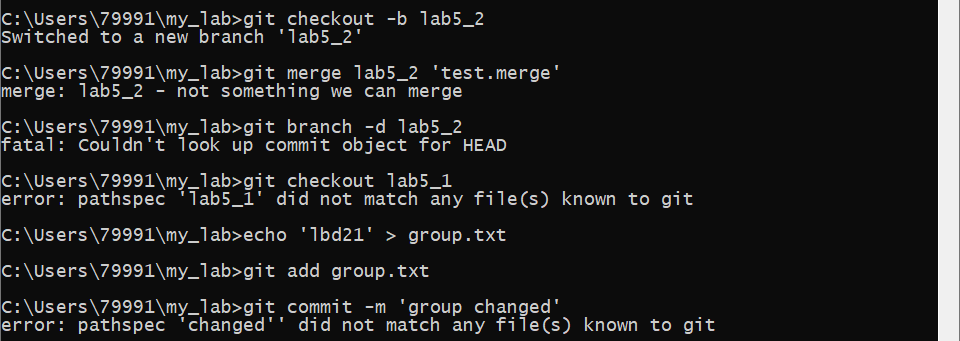 C:\Users\79991\my_lab>git checkout -b lab5_2
Switched to a new branch 'lab5_2'
C:\Users\79991\my_lab>git merge lab5_2 'test.merge'
merge: lab5_2 - not something we can merge
C:\Users\79991\my_lab>git branch -d lab5_2
fatal: Couldn't look up commit object for HEAD
C:\Users\79991\my_lab>git checkout lab5_1
error: pathspec 'lab5_1' did not match any file(s) known to git
C:\Users\79991\my_lab>echo 'lbd21' > group.txt
C:\Users\79991\my_lab>git add group.txt
C:\Users\79991\my_lab>git commit -m 'group changed'
error: pathspec 'changed'' did not match any file(s) known to git